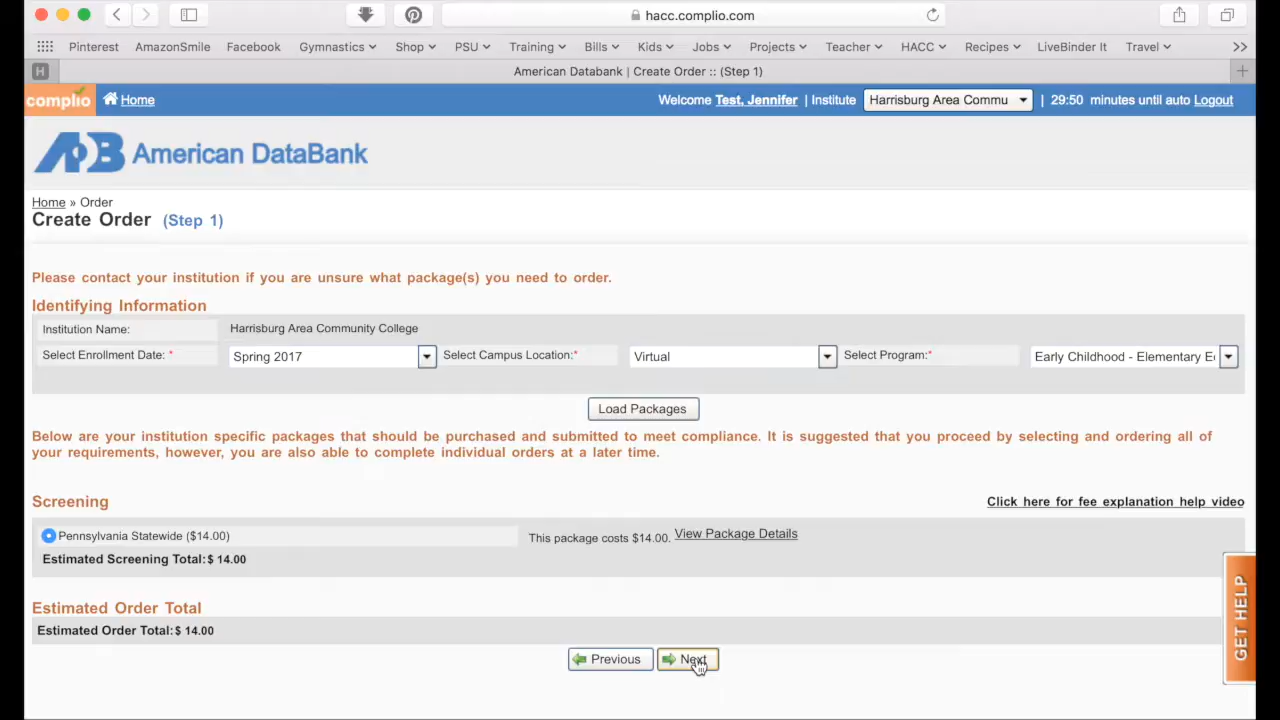 hacc.complio.com
Pinterest AmazonSmile Facebook Gymnastics Shop PSU Training Bills Kids Jobs Projects Teacher HACC Recipes LiveBinder It Travel >>
H American Databank | Create Order :: (Step 1) +
complio Home Welcome Test, Jennifer | Institute Harrisburg Area Commu | 29:50 minutes until auto Logout
ADB American DataBank
Home » Order
Create Order (Step 1)
Please contact your institution if you are unsure what package(s) you need to order.
Identifying Information
Institution Name: Harrisburg Area Community College
Select Enrollment Date: * Spring 2017 Select Campus Location:* Virtual Select Program:* Early Childhood - Elementary E
Load Packages
Below are your institution specific packages that should be purchased and submitted to meet compliance. It is suggested that you proceed by selecting and ordering all of
your requirements, however, you are also able to complete individual orders at a later time.
Screening Click here for fee explanation help video
Pennsylvania Statewide ($14.00) This package costs $14.00. View Package Details
Estimated Screening Total:$ 14.00
GET HELP
Estimated Order Total
Estimated Order Total:$ 14.00
Previous Next